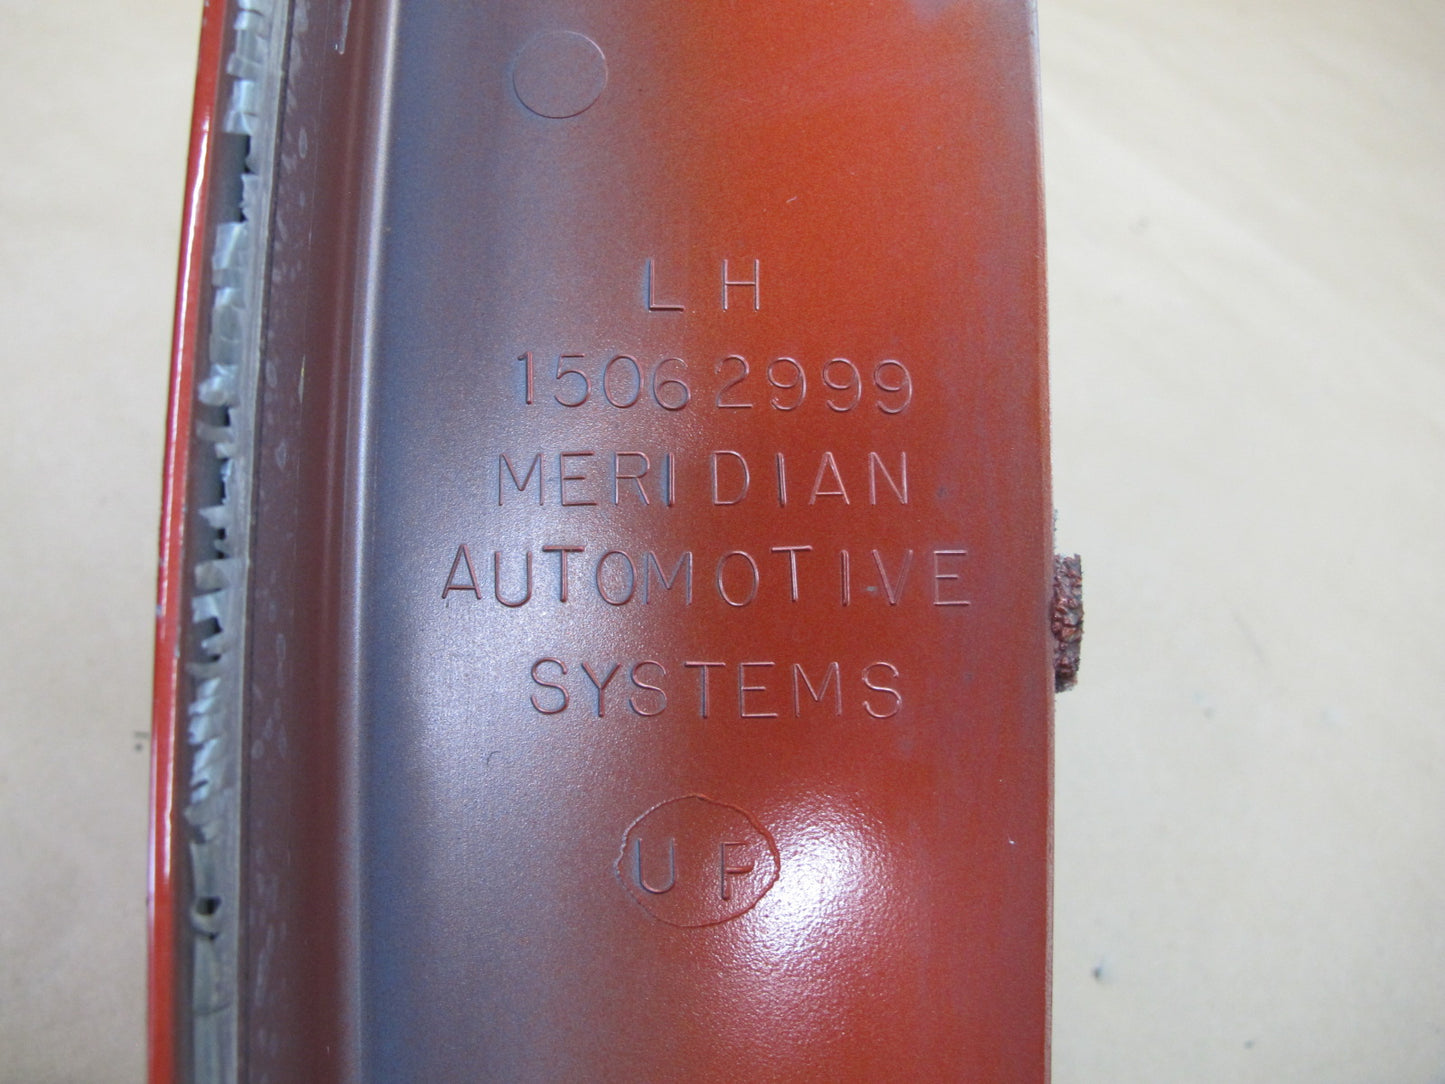 LH
15062999
MERIDIAN
AUTOMOTIVE
SYSTEMS
UP